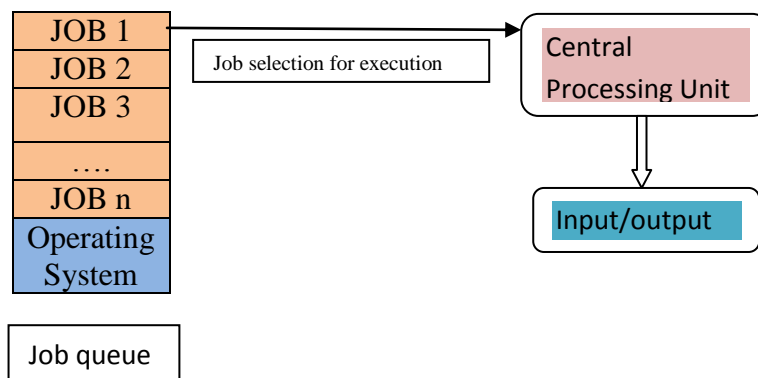 JOB 1
JOB 2
JOB 3
....
JOB n
Operating
System
Job queue
Job selection for execution
Central
Processing Unit
Input/output